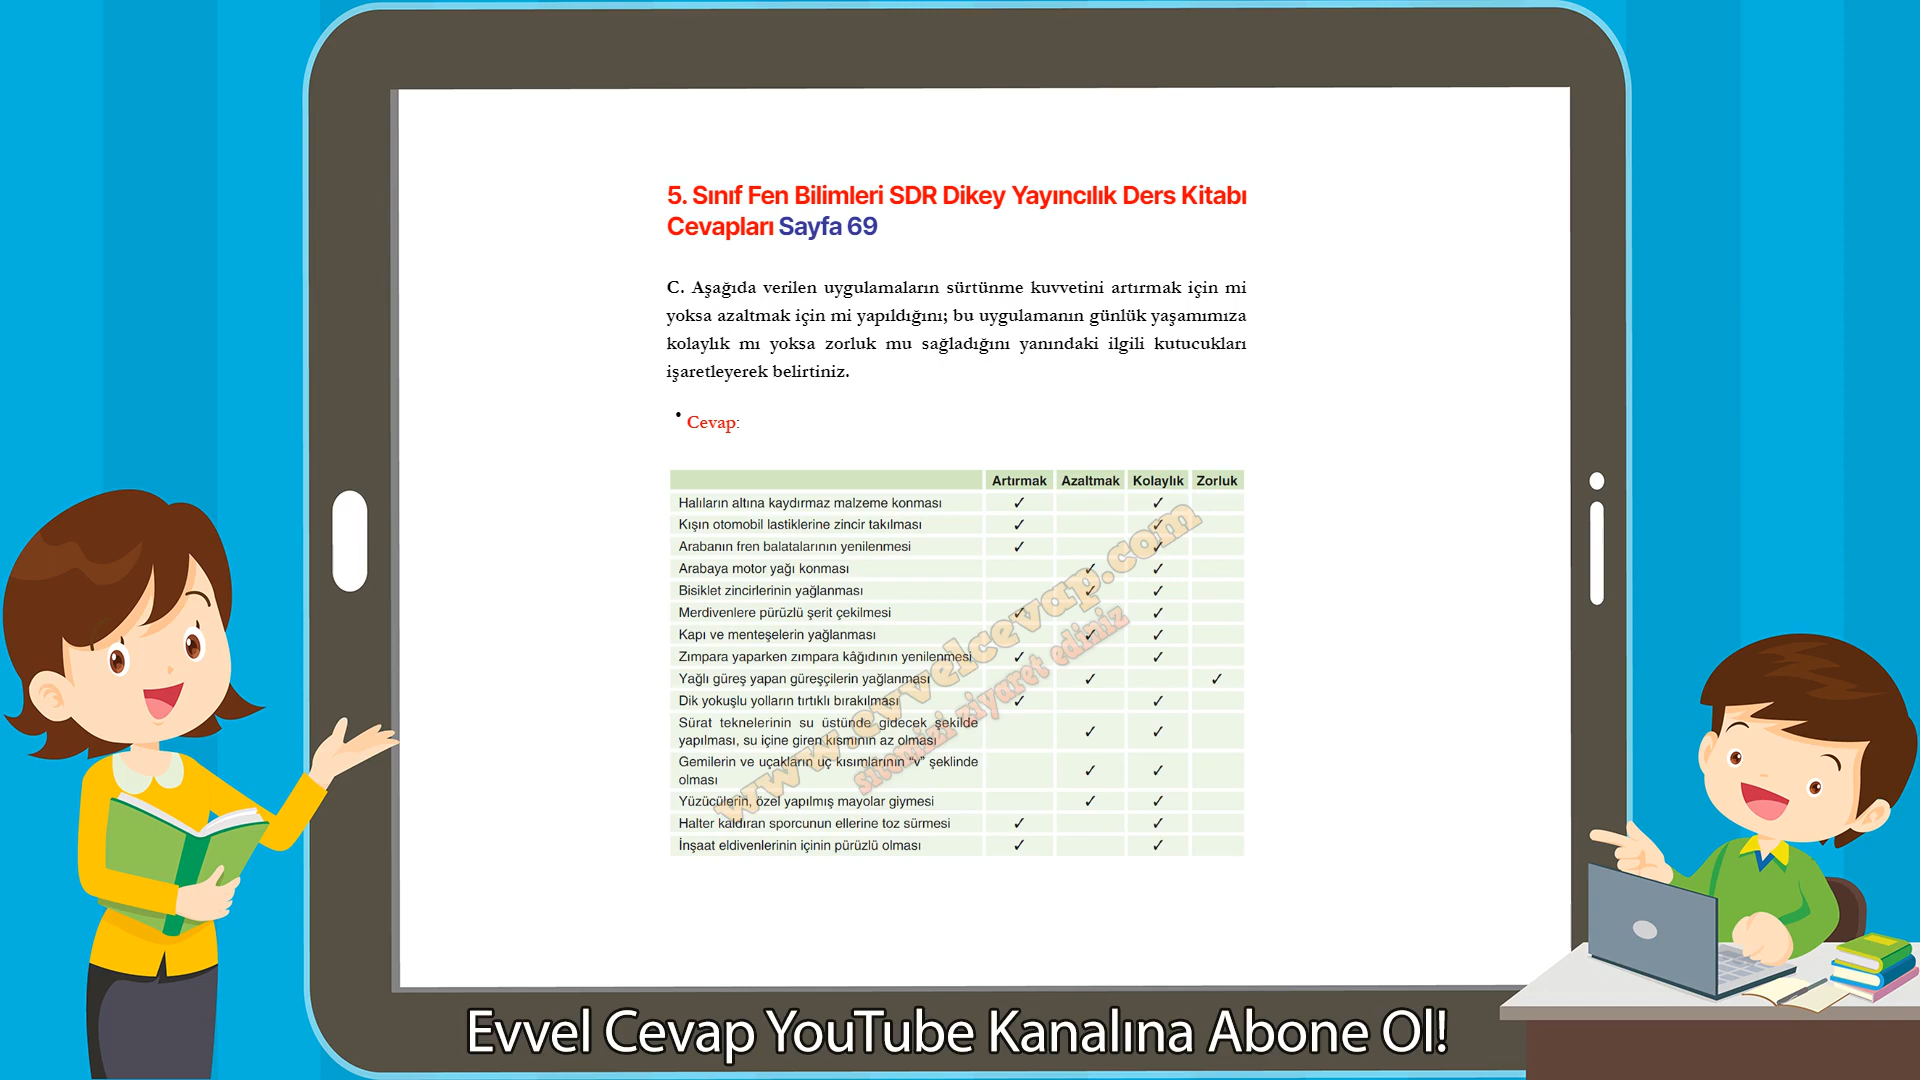 5. Sınıf Fen Bilimleri SDR Dikey Yayıncılık Ders Kitabı
Cevapları Sayfa 69
C. Aşağıda verilen uygulamaların sürtünme kuvvetini artırmak için mi
yoksa azaltmak için mi yapıldığını; bu uygulamanın günlük yaşamımıza
kolaylık mı yoksa zorluk mu sağladığını yanındaki ilgili kutucukları
işaretleyerek belirtiniz.
• Cevap:
Artırmak Azaltmak Kolaylık Zorluk
Halıların altına kaydırmaz malzeme konması ✓ ✓
Kışın otomobil lastiklerine zincir takılması ✓ ✓
Arabanın fren balatalarının yenilenmesi ✓ ✓
Arabaya motor yağı konması ✓ ✓
Bisiklet zincirlerinin yağlanması ✓ ✓
Merdivenlere pürüzlü şerit çekilmesi ✓ ✓
Kapı ve menteşelerin yağlanması ✓ ✓
Zımpara yaparken zımpara kâğıdının yenilenmesi ✓ ✓
Yağlı güreş yapan güreşçilerin yağlanması ✓ ✓
Dik yokuşlu yolların tırtıklı bırakılması ✓ ✓
Sürat teknelerinin su üstünde gidecek şekilde
yapılması, su içine giren kısmının az olması ✓ ✓
Gemilerin ve uçakların uç kısımlarının “v” şeklinde
olması ✓ ✓
Yüzücülerin, özel yapılmış mayolar giymesi ✓ ✓
Halter kaldıran sporcunun ellerine toz sürmesi ✓ ✓
İnşaat eldivenlerinin içinin pürüzlü olması ✓ ✓
www.evvelcevap.com
sitemizi ziyaret ediniz
Evvel Cevap YouTube Kanalına Abone Ol!